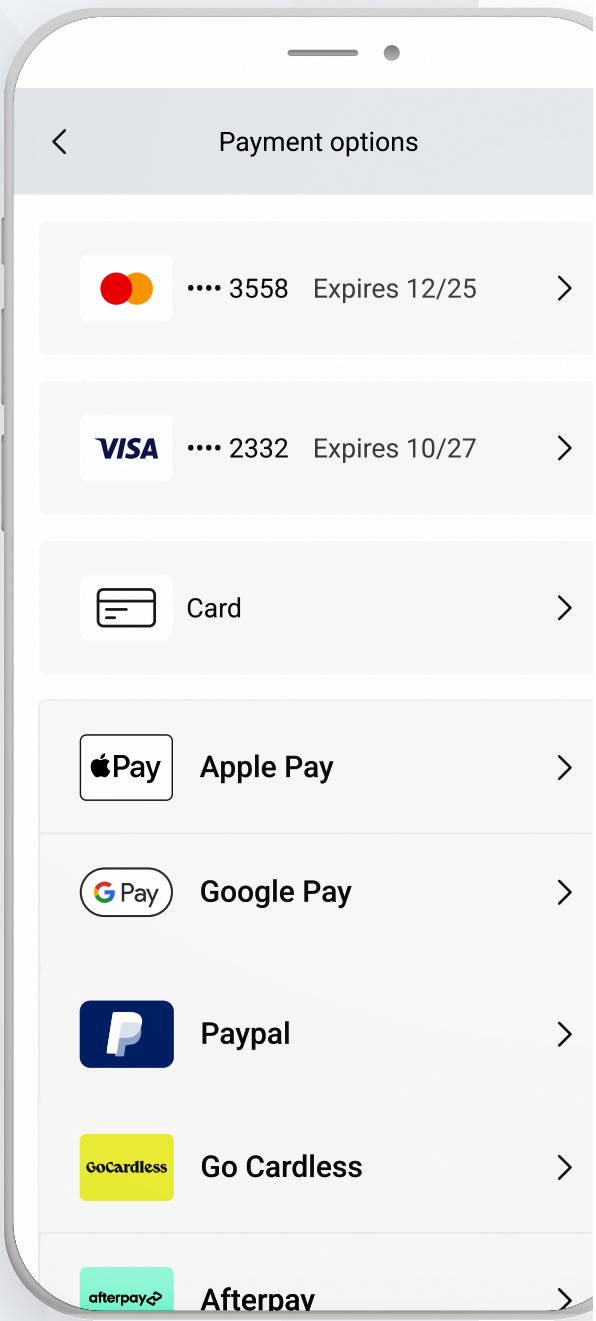 Payment options
•••• 3558 Expires 12/25
VISA •••• 2332 Expires 10/27
Card
Pay Apple Pay
G Pay Google Pay
Paypal
GoCardless Go Cardless
afterpay Afterpay